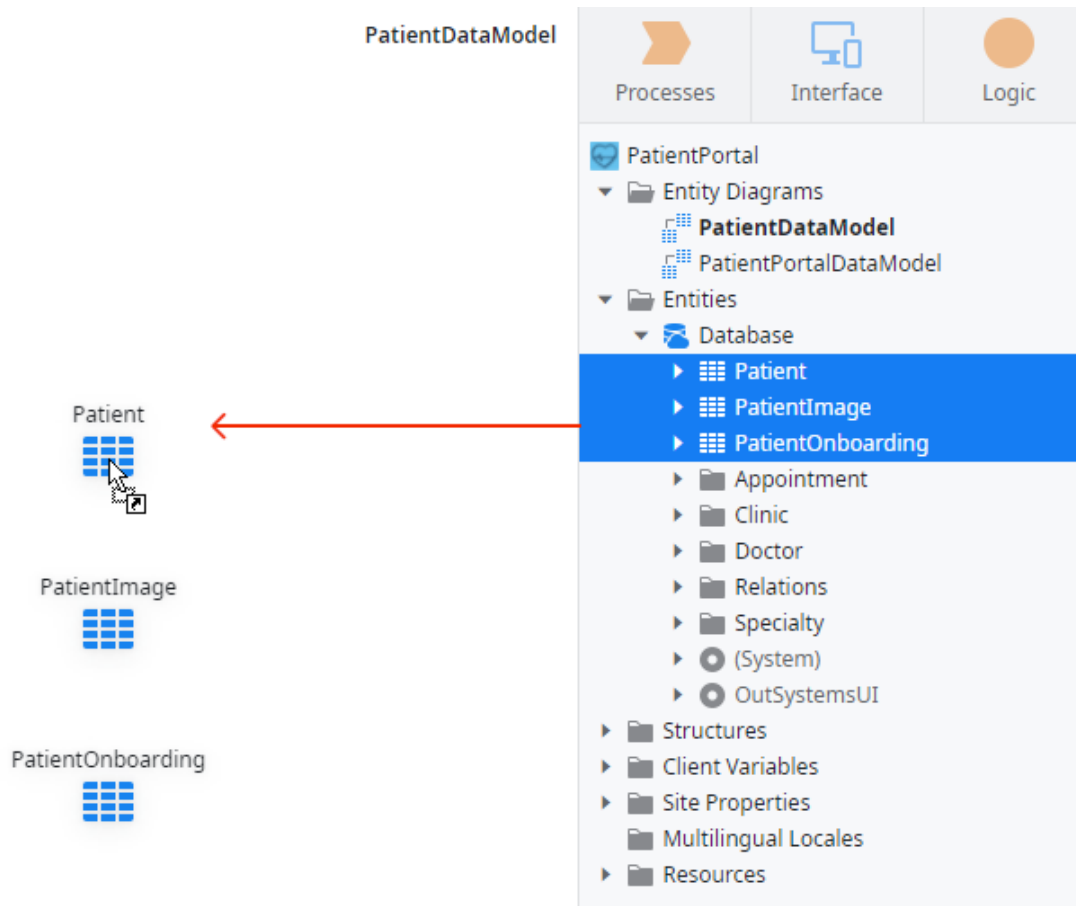 PatientDataModel
Processes
Interface
Logic
PatientPortal
Entity Diagrams
PatientDataModel
PatientPortalDataModel
Entities
Database
Patient
PatientImage
PatientOnboarding
Appointment
Clinic
Doctor
Relations
Specialty
(System)
OutSystemsUI
Structures
Client Variables
Site Properties
Multilingual Locales
Resources
Patient
PatientImage
PatientOnboarding